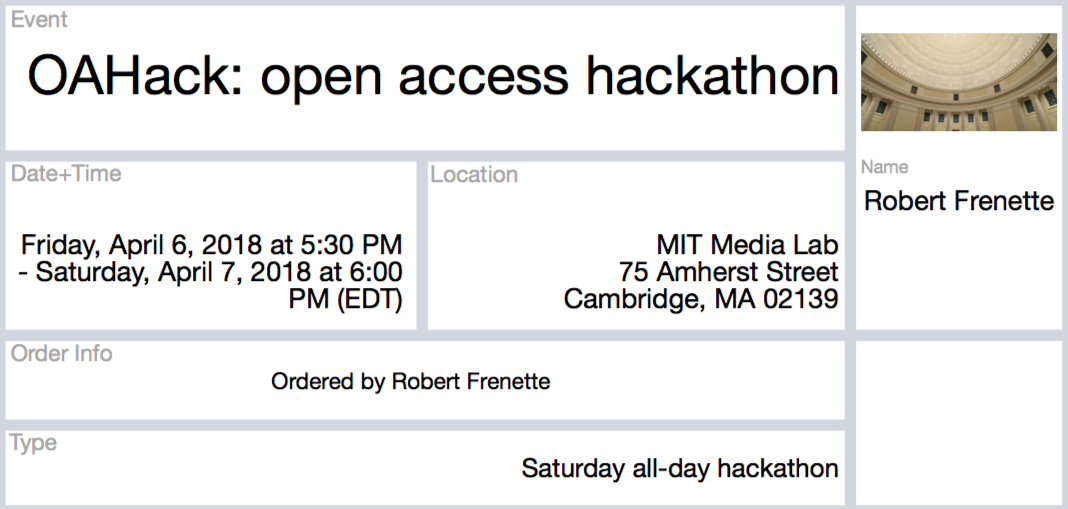 Event
OAHack: open access hackathon
Date+Time
Friday, April 6, 2018 at 5:30 PM
- Saturday, April 7, 2018 at 6:00
PM (EDT)
Location
MIT Media Lab
75 Amherst Street
Cambridge, MA 02139
Name
Robert Frenette
Order Info
Ordered by Robert Frenette
Type
Saturday all-day hackathon